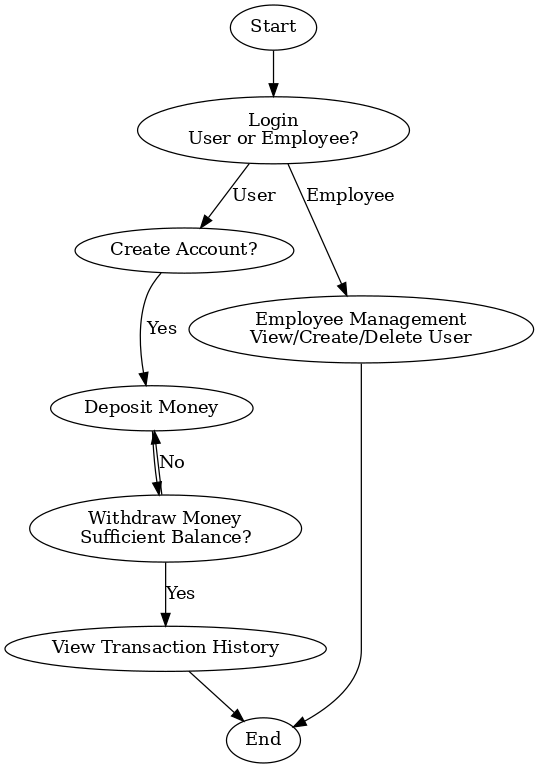 Start
Login
User or Employee?
User
Employee
Create Account?
Employee Management
View/Create/Delete User
Yes
Deposit Money
No
Withdraw Money
Sufficient Balance?
Yes
View Transaction History
End